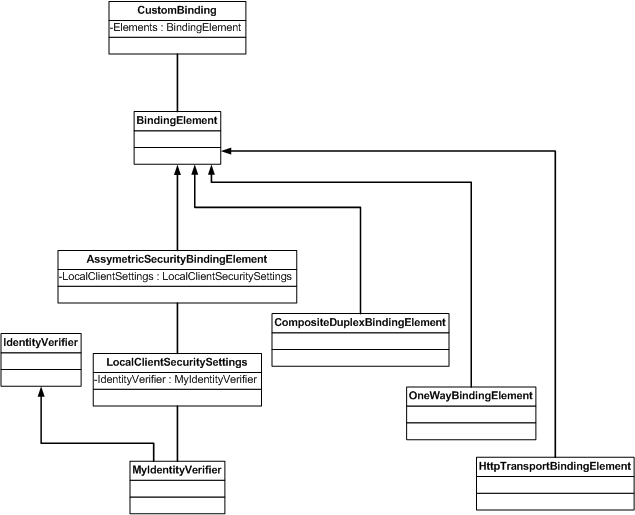 CustomBinding
-Elements : BindingElement
BindingElement
AssymetricSecurityBindingElement
-LocalClientSettings : LocalClientSecuritySettings
CompositeDuplexBindingElement
IdentityVerifier
LocalClientSecuritySettings
-IdentityVerifier : MyIdentityVerifier
OneWayBindingElement
MyIdentityVerifier
HttpTransportBindingElement